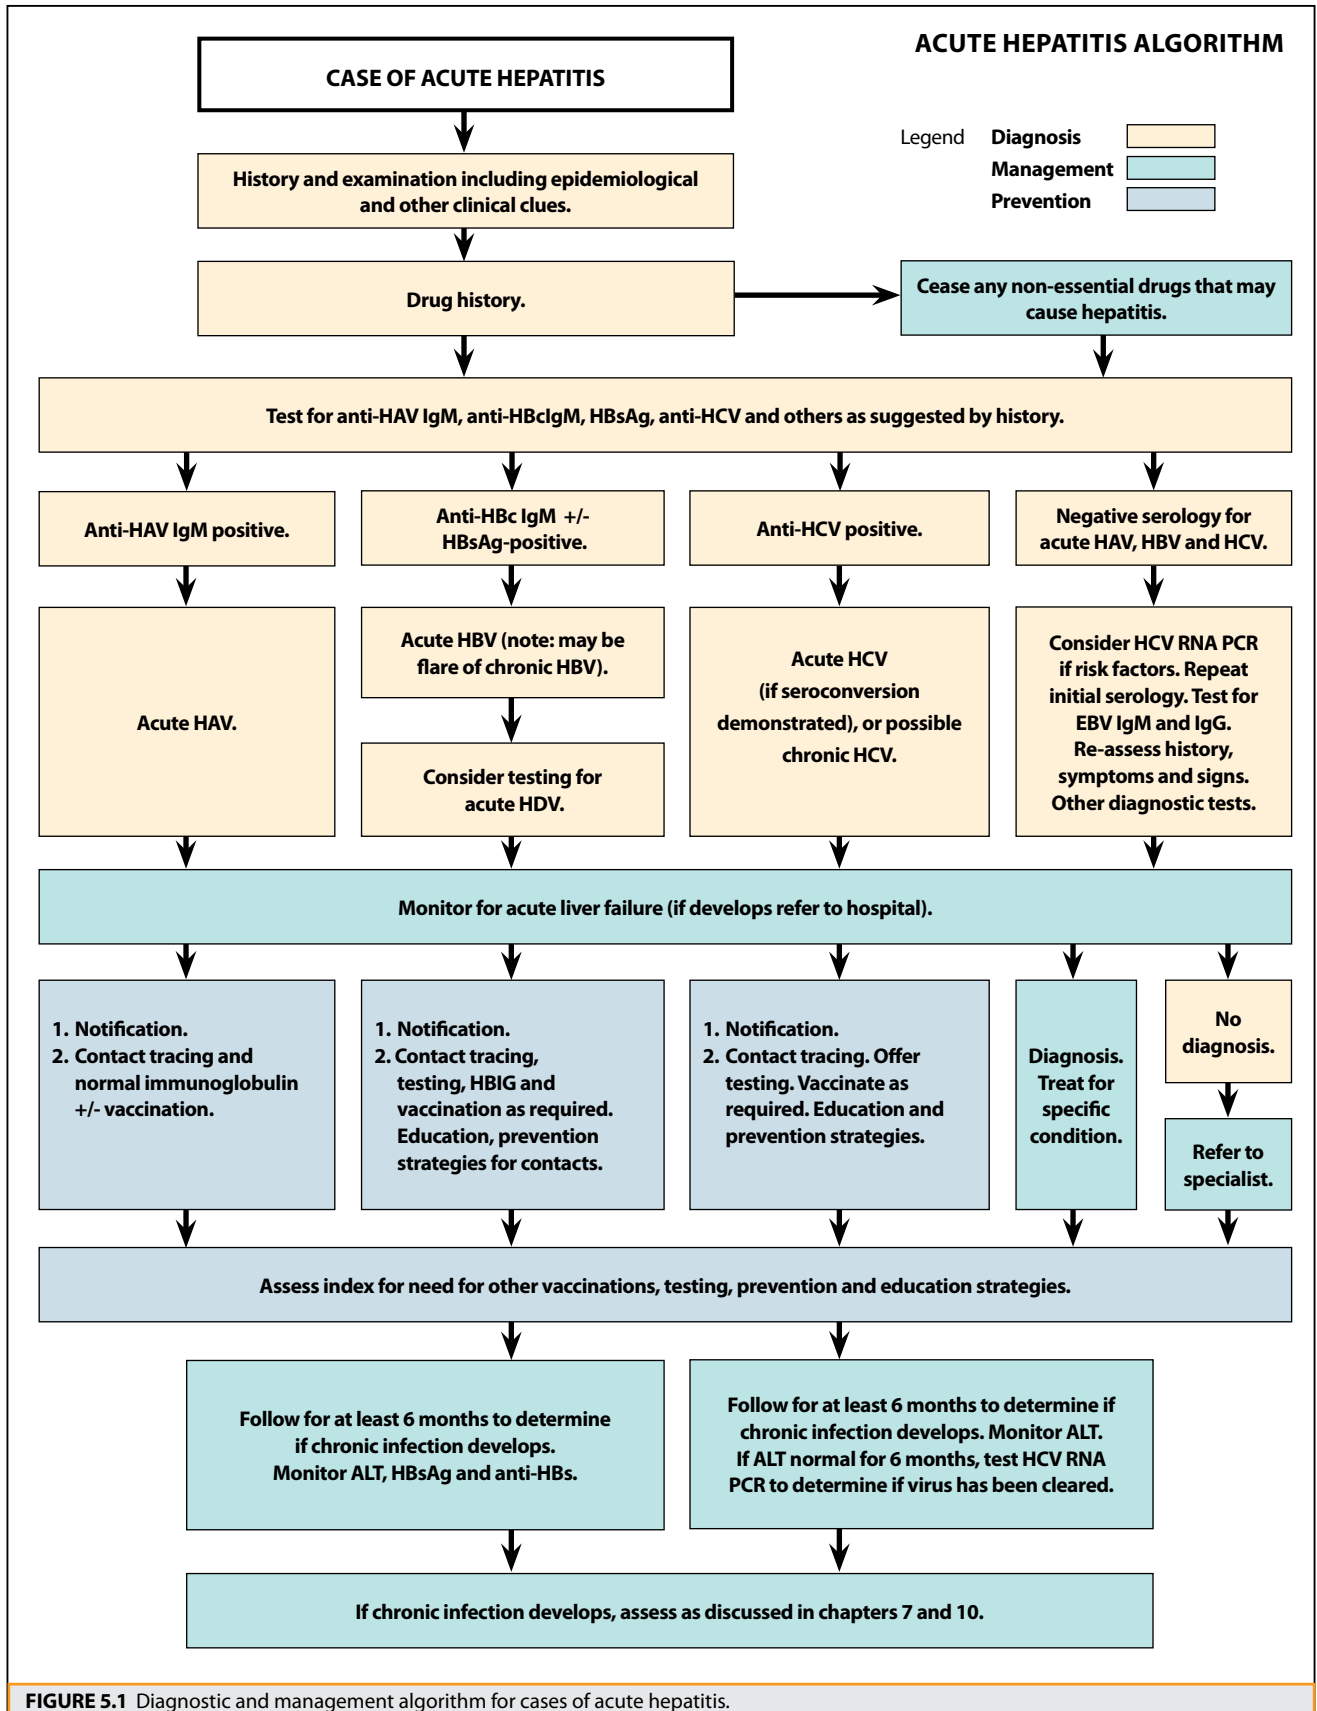 ACUTE HEPATITIS ALGORITHM
CASE OF ACUTE HEPATITIS
Legend
Diagnosis
Management
Prevention
History and examination including epidemiological
and other clinical clues.
Drug history.
Cease any non-essential drugs that may
cause hepatitis.
Test for anti-HAV IgM, anti-HBcIgM, HBsAg, anti-HCV and others as suggested by history.
Anti-HAV IgM positive.
Anti-HBc IgM +/-
HBsAg-positive.
Anti-HCV positive.
Negative serology for
acute HAV, HBV and HCV.
Acute HAV.
Acute HBV (note: may be
flare of chronic HBV).
Consider testing for
acute HDV.
Acute HCV
(if seroconversion
demonstrated), or possible
chronic HCV.
Consider HCV RNA PCR
if risk factors. Repeat
initial serology. Test for
EBV IgM and IgG.
Re-assess history,
symptoms and signs.
Other diagnostic tests.
Monitor for acute liver failure (if develops refer to hospital).
1. Notification.
2. Contact tracing and
normal immunoglobulin
+/- vaccination.
1. Notification.
2. Contact tracing,
testing, HBIG and
vaccination as required.
Education, prevention
strategies for contacts.
1. Notification.
2. Contact tracing. Offer
testing. Vaccinate as
required. Education and
prevention strategies.
Diagnosis.
Treat for
specific
condition.
No
diagnosis.
Refer to
specialist.
Assess index for need for other vaccinations, testing, prevention and education strategies.
Follow for at least 6 months to determine
if chronic infection develops.
Monitor ALT, HBsAg and anti-HBs.
Follow for at least 6 months to determine if
chronic infection develops. Monitor ALT.
If ALT normal for 6 months, test HCV RNA
PCR to determine if virus has been cleared.
If chronic infection develops, assess as discussed in chapters 7 and 10.
FIGURE 5.1 Diagnostic and management algorithm for cases of acute hepatitis.